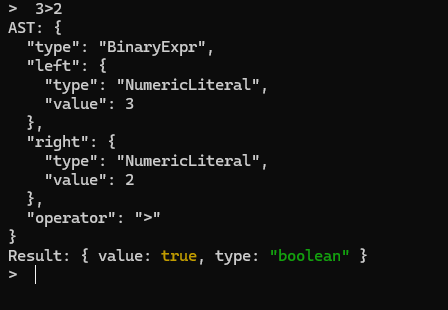 >  3>2
AST: {
  "type": "BinaryExpr",
  "left": {
    "type": "NumericLiteral",
    "value": 3
  },
  "right": {
    "type": "NumericLiteral",
    "value": 2
  },
  "operator": ">"
}
Result: { value: true, type: "boolean" }
>